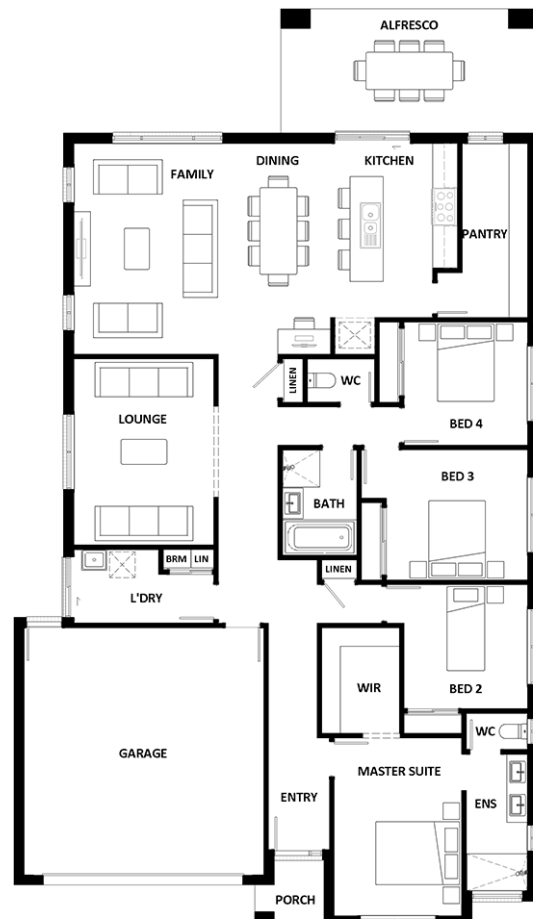 ALFRESCO
FAMILY
DINING
KITCHEN
PANTRY
LINEN
WC
LOUNGE
BED 4
BED 3
BATH
BRM
LIN
LINEN
L'DRY
WIR
BED 2
WC
GARAGE
MASTER SUITE
ENTRY
ENS
PORCH